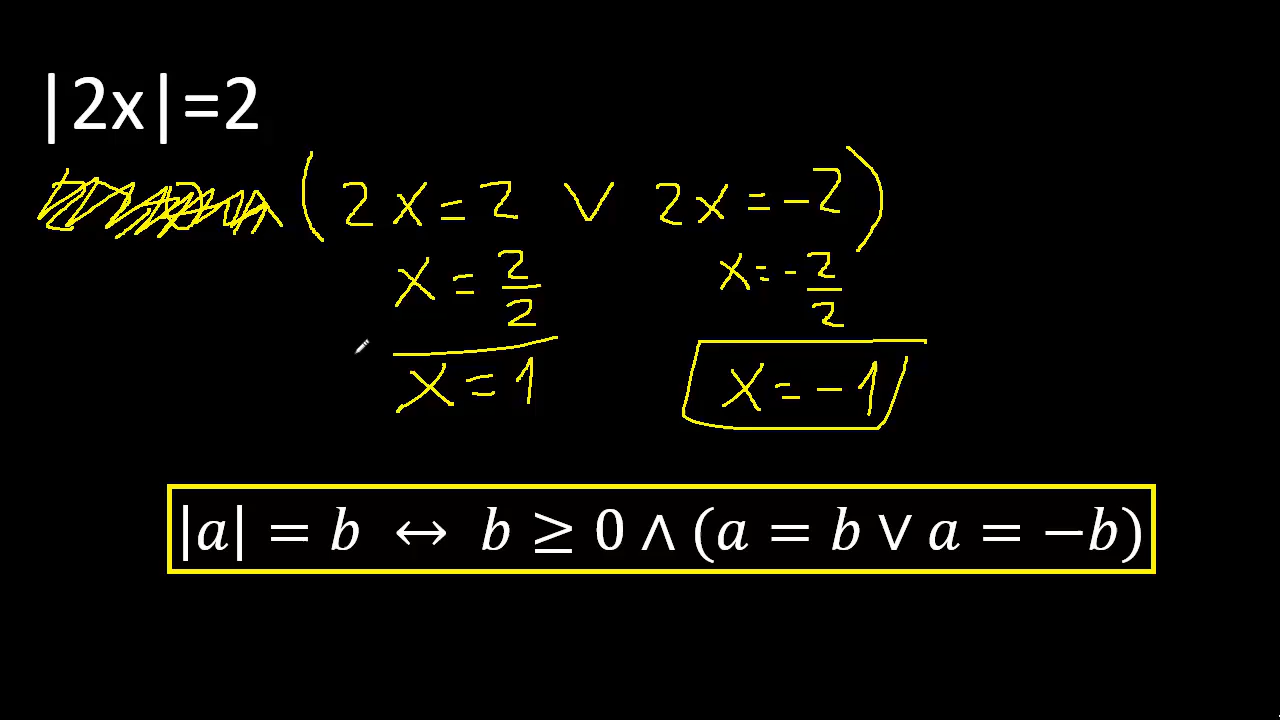 |2x|=2
(2x=2 ∨ 2x=-2)
x=2/2 x=-2/2
x=1 x=-1
|a| = b ↔ b ≥ 0 ∧ (a = b ∨ a = −b)